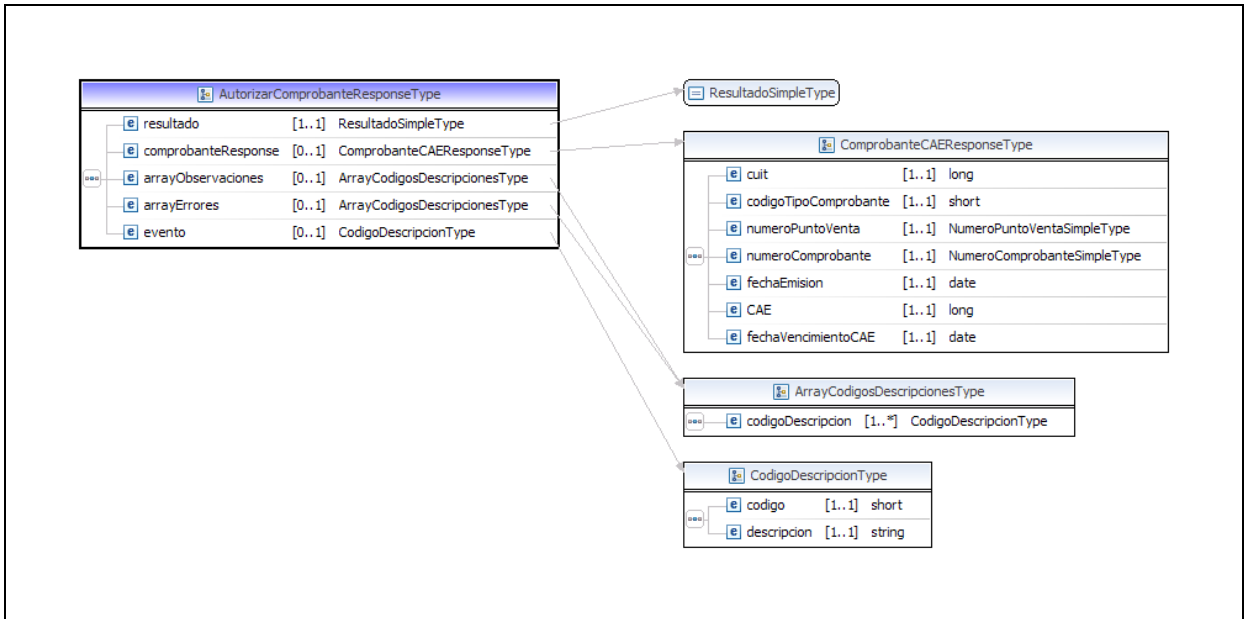 AutorizarComprobanteResponseType
resultado [1..1] ResultadoSimpleType
comprobanteResponse [0..1] ComprobanteCAEResponseType
arrayObservaciones [0..1] ArrayCodigosDescripcionesType
arrayErrores [0..1] ArrayCodigosDescripcionesType
evento [0..1] CodigoDescripcionType
ResultadoSimpleType
ComprobanteCAEResponseType
cuit [1..1] long
codigoTipoComprobante [1..1] short
numeroPuntoVenta [1..1] NumeroPuntoVentaSimpleType
numeroComprobante [1..1] NumeroComprobanteSimpleType
fechaEmision [1..1] date
CAE [1..1] long
fechaVencimientoCAE [1..1] date
ArrayCodigosDescripcionesType
codigoDescripcion [1..*] CodigoDescripcionType
CodigoDescripcionType
codigo [1..1] short
descripcion [1..1] string